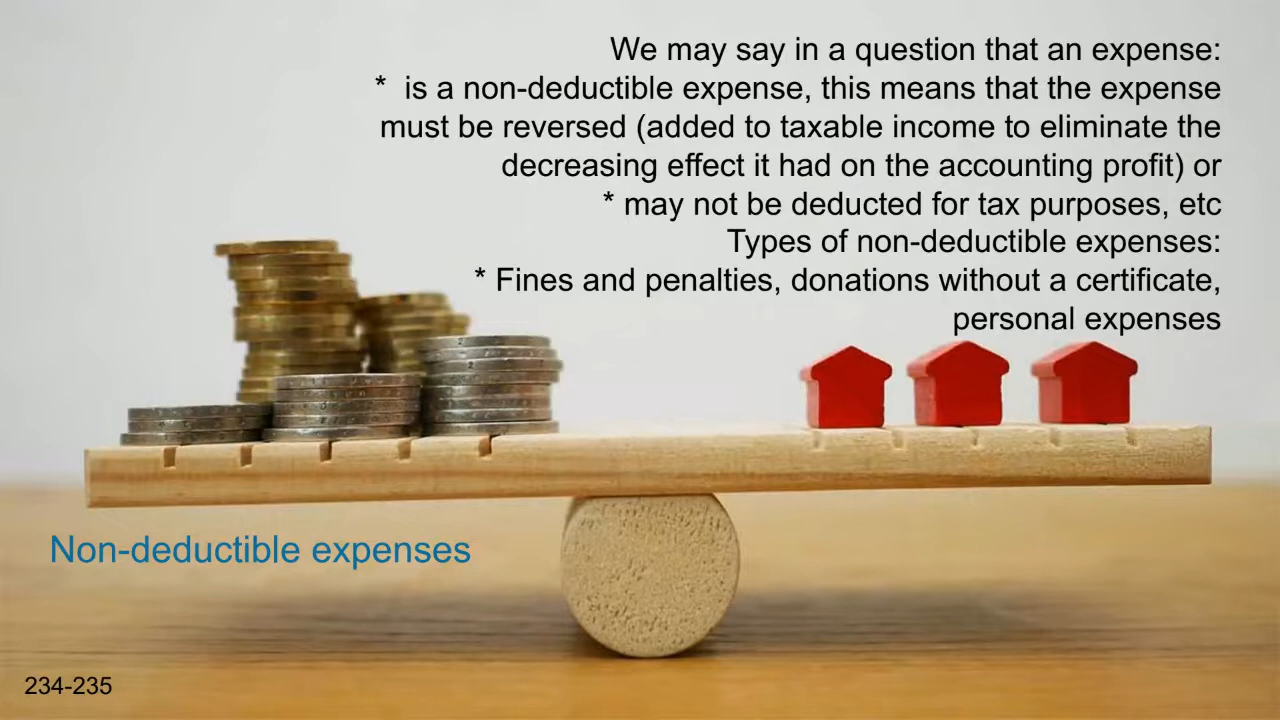 We may say in a question that an expense:
* is a non-deductible expense, this means that the expense
must be reversed (added to taxable income to eliminate the
decreasing effect it had on the accounting profit) or
* may not be deducted for tax purposes, etc
Types of non-deductible expenses:
* Fines and penalties, donations without a certificate,
personal expenses
Non-deductible expenses
234-235